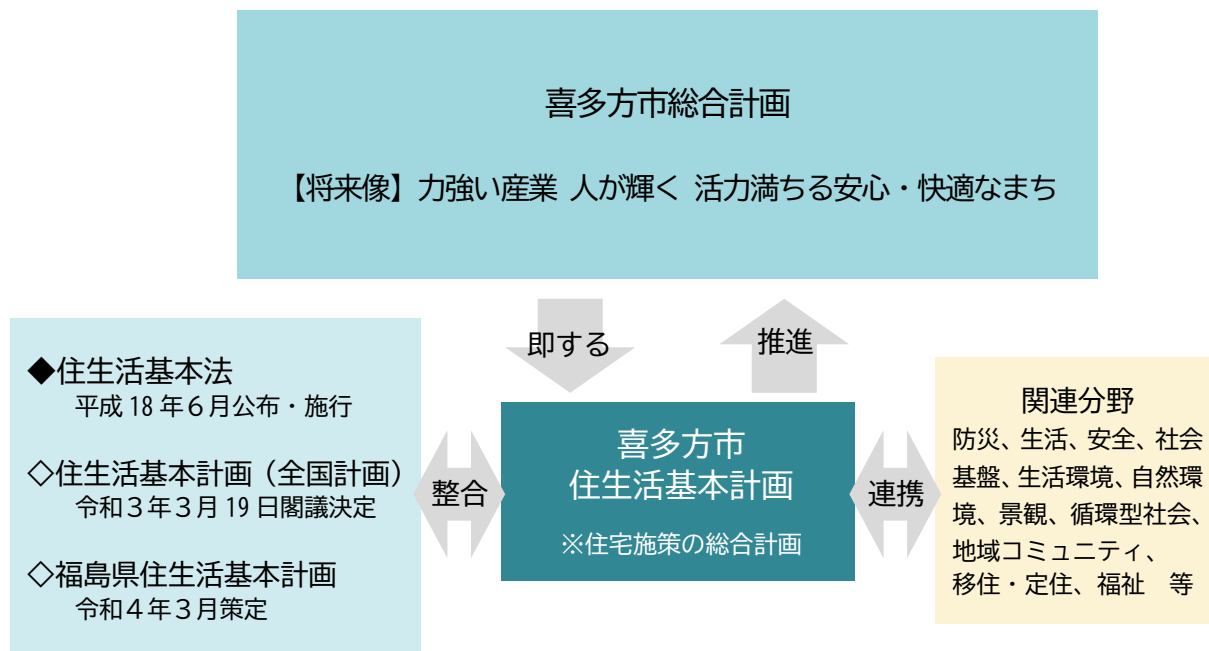 喜多方市総合計画
【将来像】力強い産業 人が輝く 活力満ちる安心・快適なまち
即する
推進
◆住生活基本法
平成18年６月公布・施行
◇住生活基本計画（全国計画）
令和３年３月19日閣議決定
◇福島県住生活基本計画
令和４年３月策定
整合
喜多方市
住生活基本計画
※住宅施策の総合計画
連携
関連分野
防災、生活、安全、社会
基盤、生活環境、自然環
境、景観、循環型社会、
地域コミュニティ、
移住・定住、福祉　等